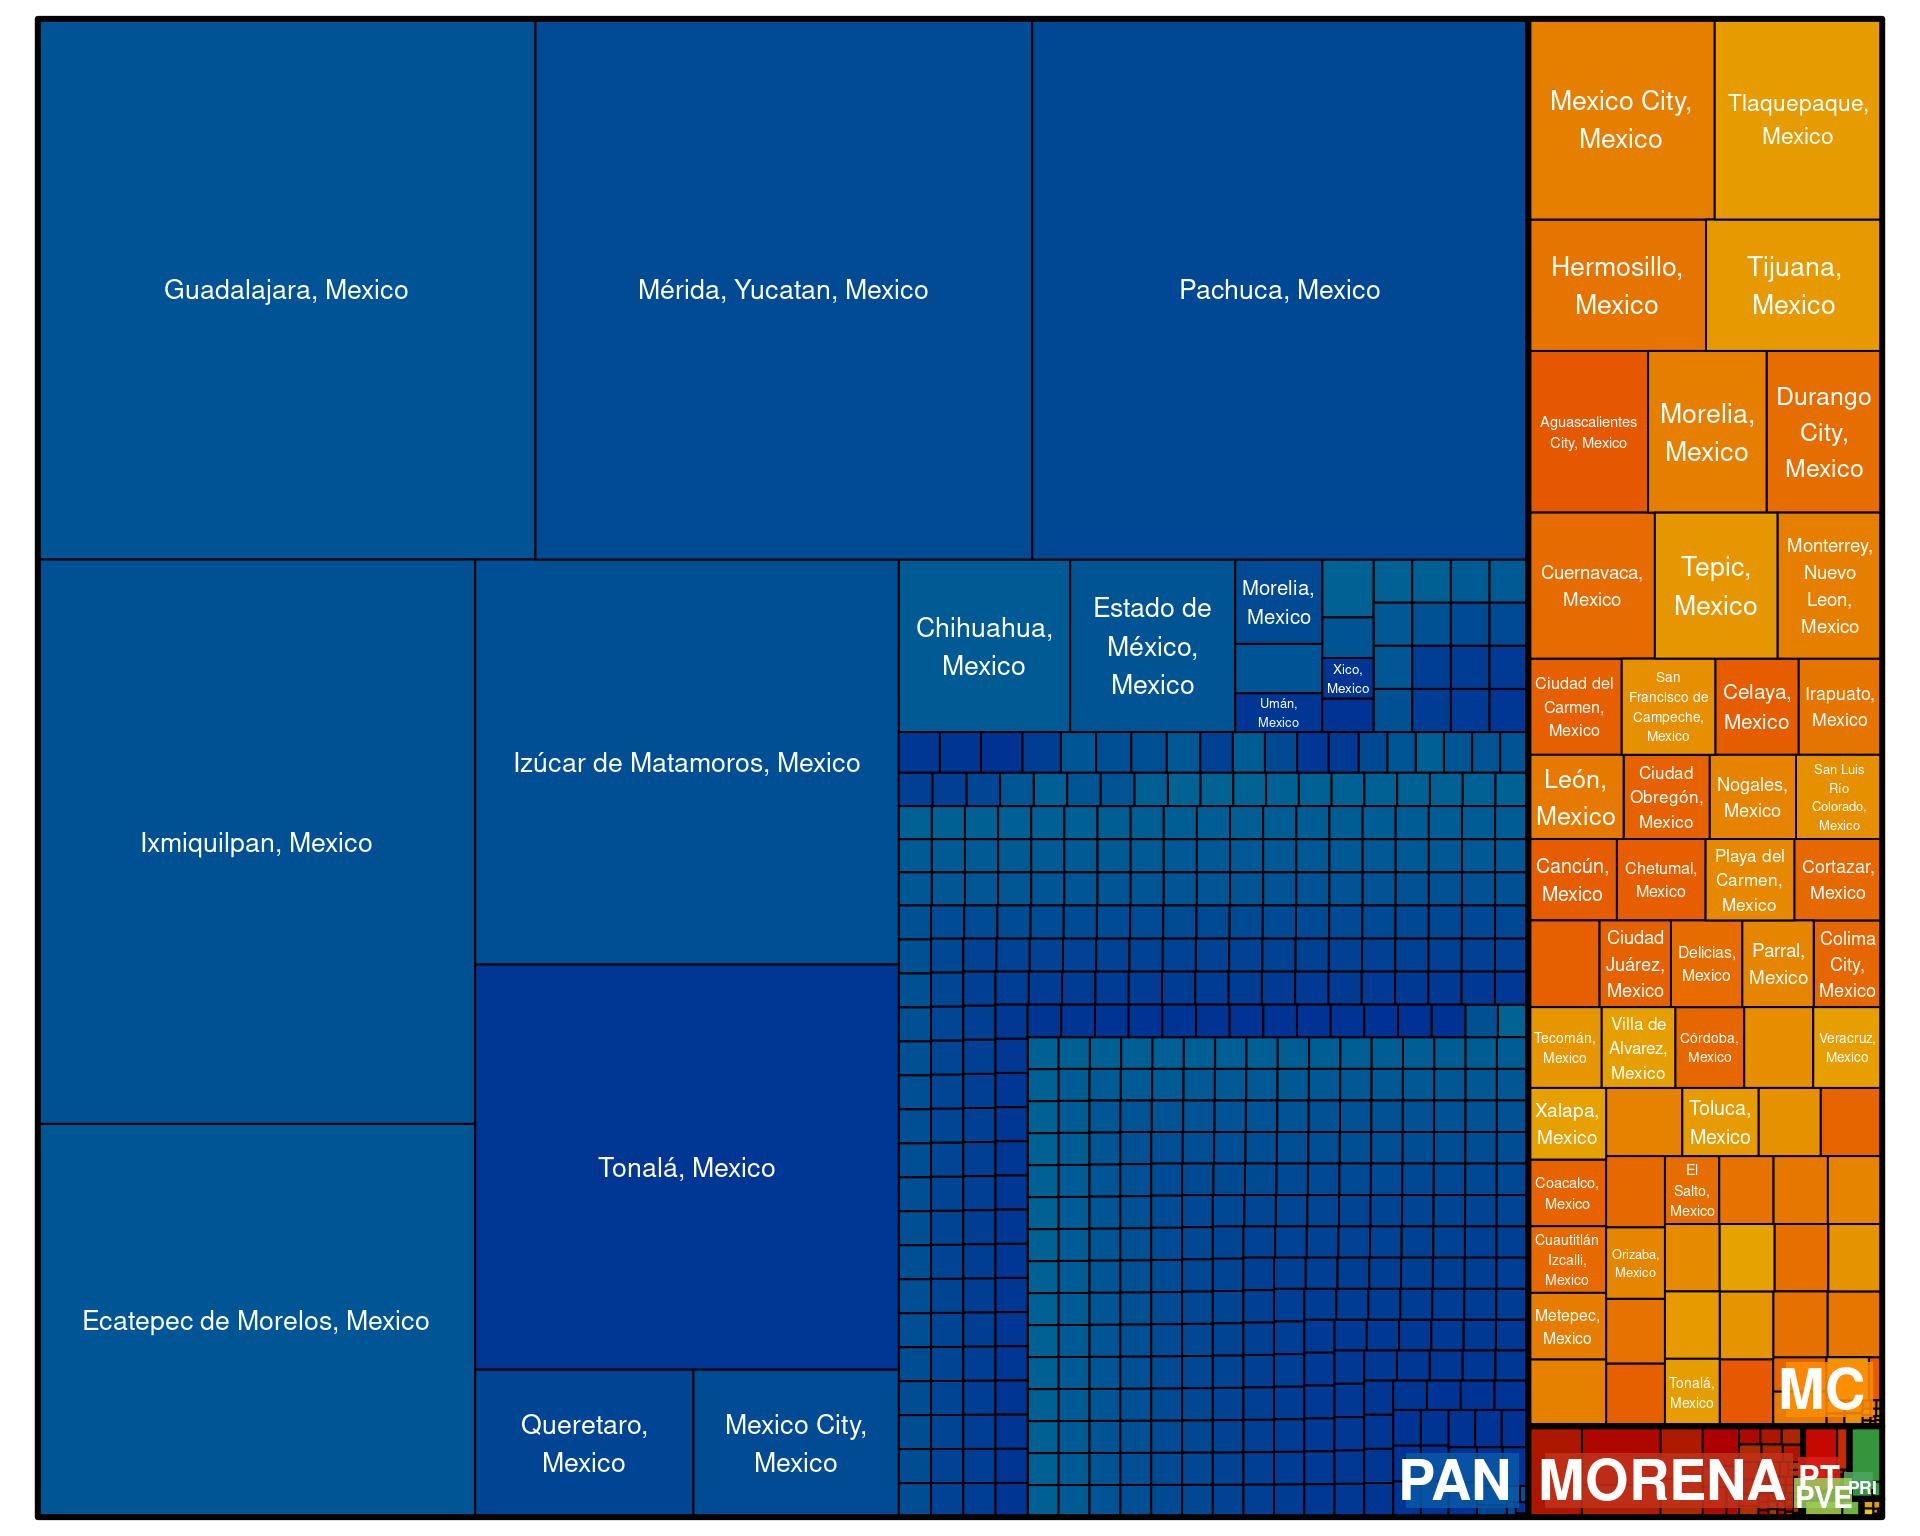 Guadalajara, Mexico
Mérida, Yucatan, Mexico
Pachuca, Mexico
Ixmiquilpan, Mexico
Izúcar de Matamoros, Mexico
Tonalá, Mexico
Ecatepec de Morelos, Mexico
Queretaro,
Mexico
Mexico City,
Mexico
Chihuahua,
Mexico
Estado de
México,
Mexico
Morelia,
Mexico
Umán,
Mexico
Xico,
Mexico
PAN
Mexico City,
Mexico
Tlaquepaque,
Mexico
Hermosillo,
Mexico
Tijuana,
Mexico
Aguascalientes
City, Mexico
Morelia,
Mexico
Durango
City,
Mexico
Cuernavaca,
Mexico
Tepic,
Mexico
Monterrey,
Nuevo
Leon,
Mexico
Ciudad del
Carmen,
Mexico
San
Francisco de
Campeche,
Mexico
Celaya,
Mexico
Irapuato,
Mexico
León,
Mexico
Ciudad
Obregón,
Mexico
Nogales,
Mexico
San Luis
Río
Colorado,
Mexico
Cancún,
Mexico
Chetumal,
Mexico
Playa del
Carmen,
Mexico
Cortazar,
Mexico
Ciudad
Juárez,
Mexico
Delicias,
Mexico
Parral,
Mexico
Colima
City,
Mexico
Tecomán,
Mexico
Villa de
Alvarez,
Mexico
Córdoba,
Mexico
Veracruz,
Mexico
Xalapa,
Mexico
Toluca,
Mexico
Coacalco,
Mexico
El
Salto,
Mexico
Cuautitlán
Izcalli,
Mexico
Orizaba,
Mexico
Metepec,
Mexico
Tonalá,
Mexico
MC
MORENA
PT
PVE
PRI